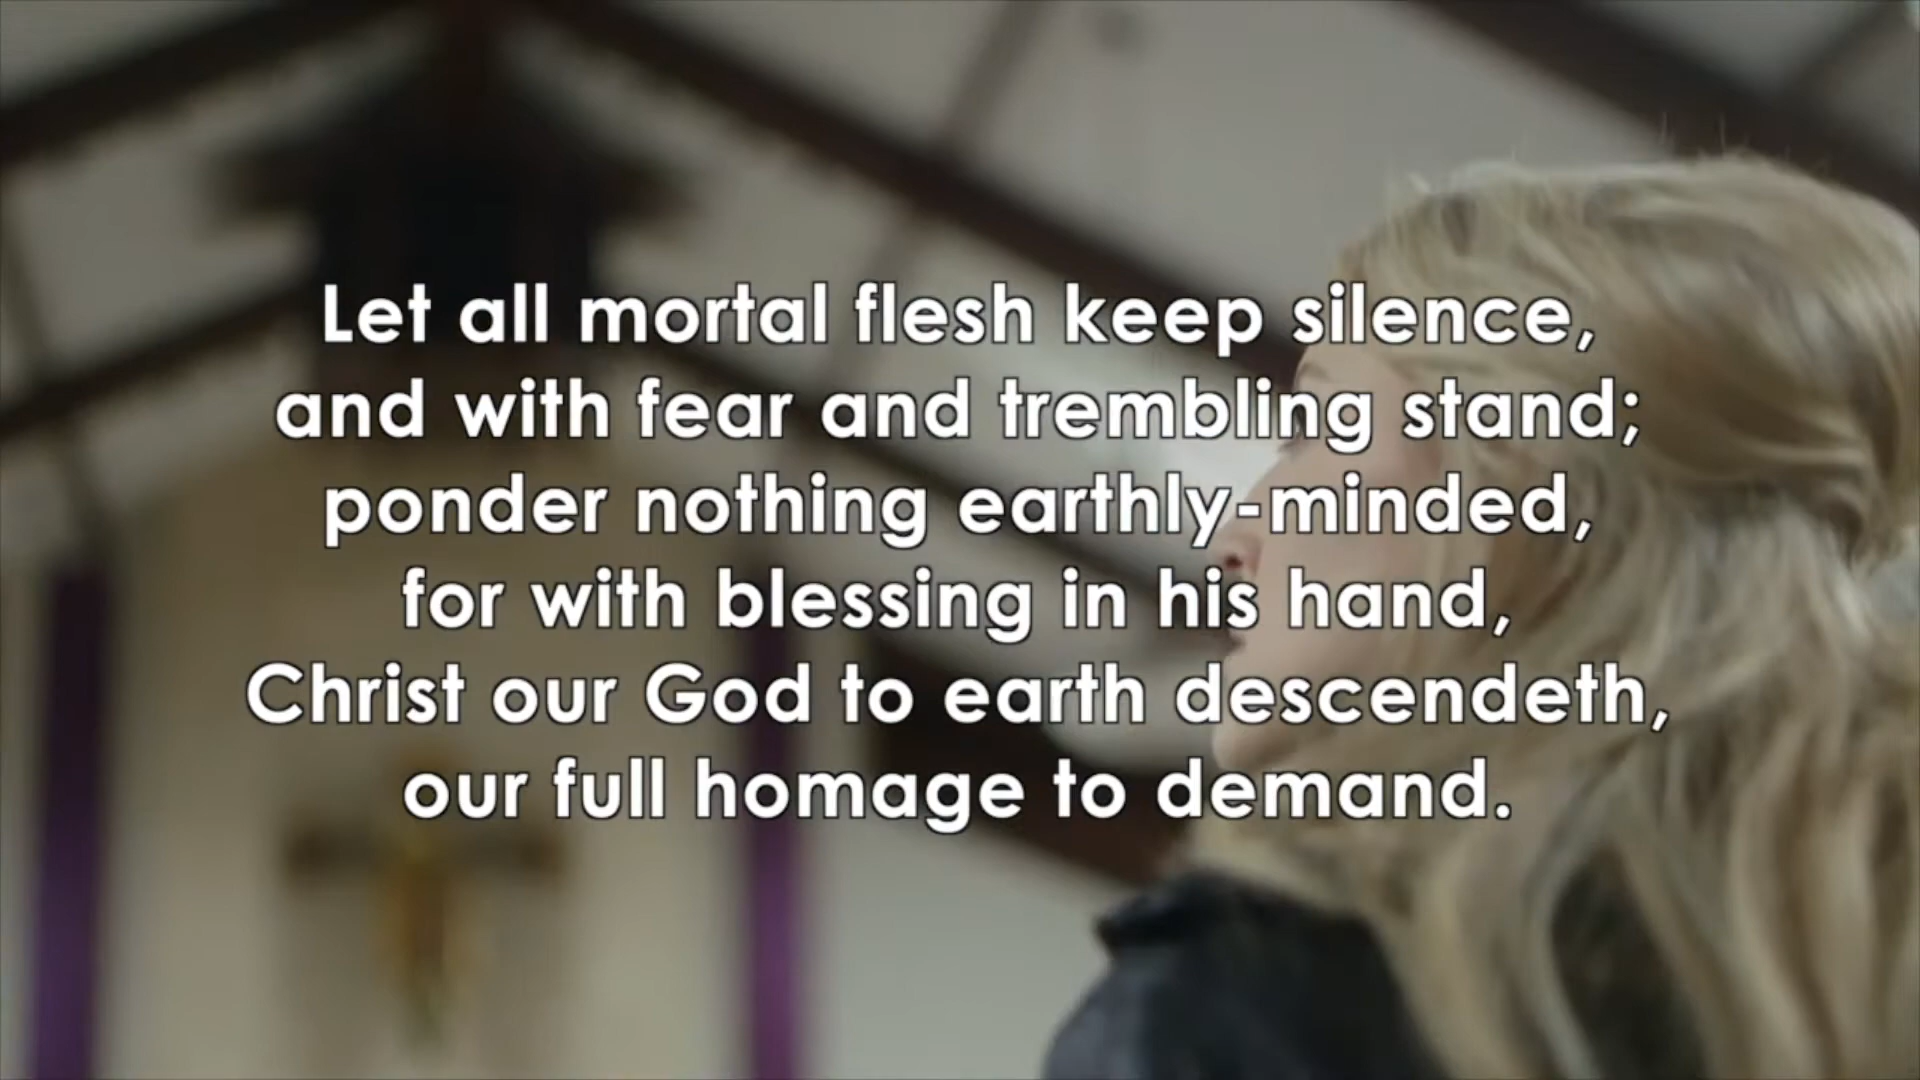 Let all mortal flesh keep silence,
and with fear and trembling stand;
ponder nothing earthly-minded,
for with blessing in his hand,
Christ our God to earth descendeth,
our full homage to demand.